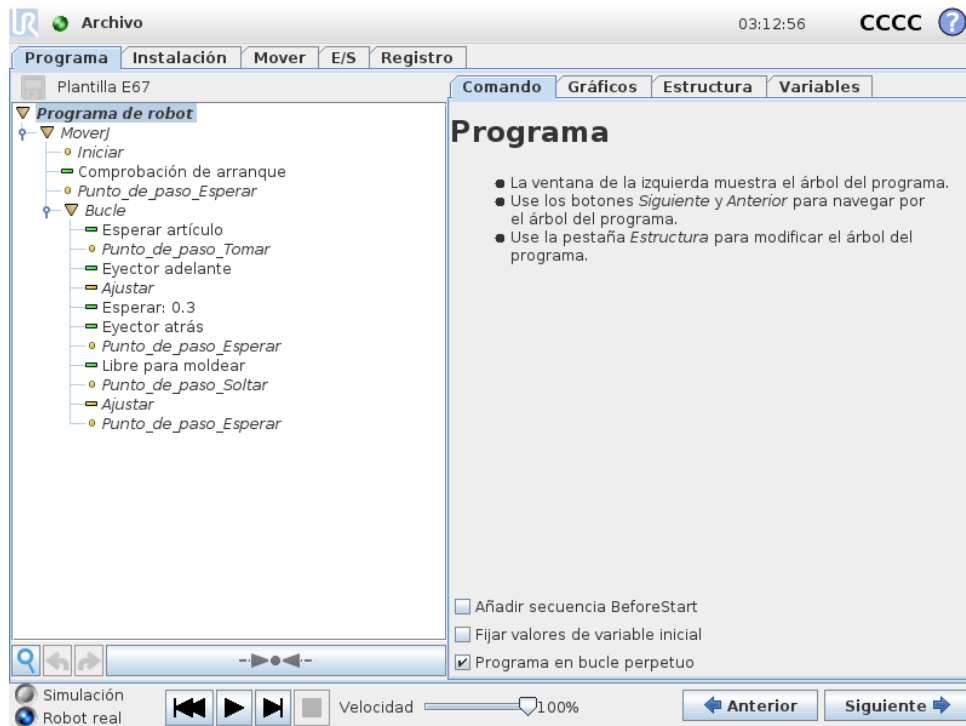 UR Archivo 03:12:56 CCCC ?
Programa Instalación Mover E/S Registro
Plantilla E67
Programa de robot
MoverJ
Iniciar
Comprobación de arranque
Punto_de_paso_Esperar
Bucle
Esperar artículo
Punto_de_paso_Tomar
Eyector adelante
Ajustar
Esperar: 0.3
Eyector atrás
Punto_de_paso_Esperar
Libre para moldear
Punto_de_paso_Soltar
Ajustar
Punto_de_paso_Esperar
Comando Gráficos Estructura Variables
Programa
La ventana de la izquierda muestra el árbol del programa.
Use los botones Siguiente y Anterior para navegar por
el árbol del programa.
Use la pestaña Estructura para modificar el árbol del
programa.
Añadir secuencia BeforeStart
Fijar valores de variable inicial
Programa en bucle perpetuo
Simulación
Robot real
Velocidad 100%
Anterior Siguiente